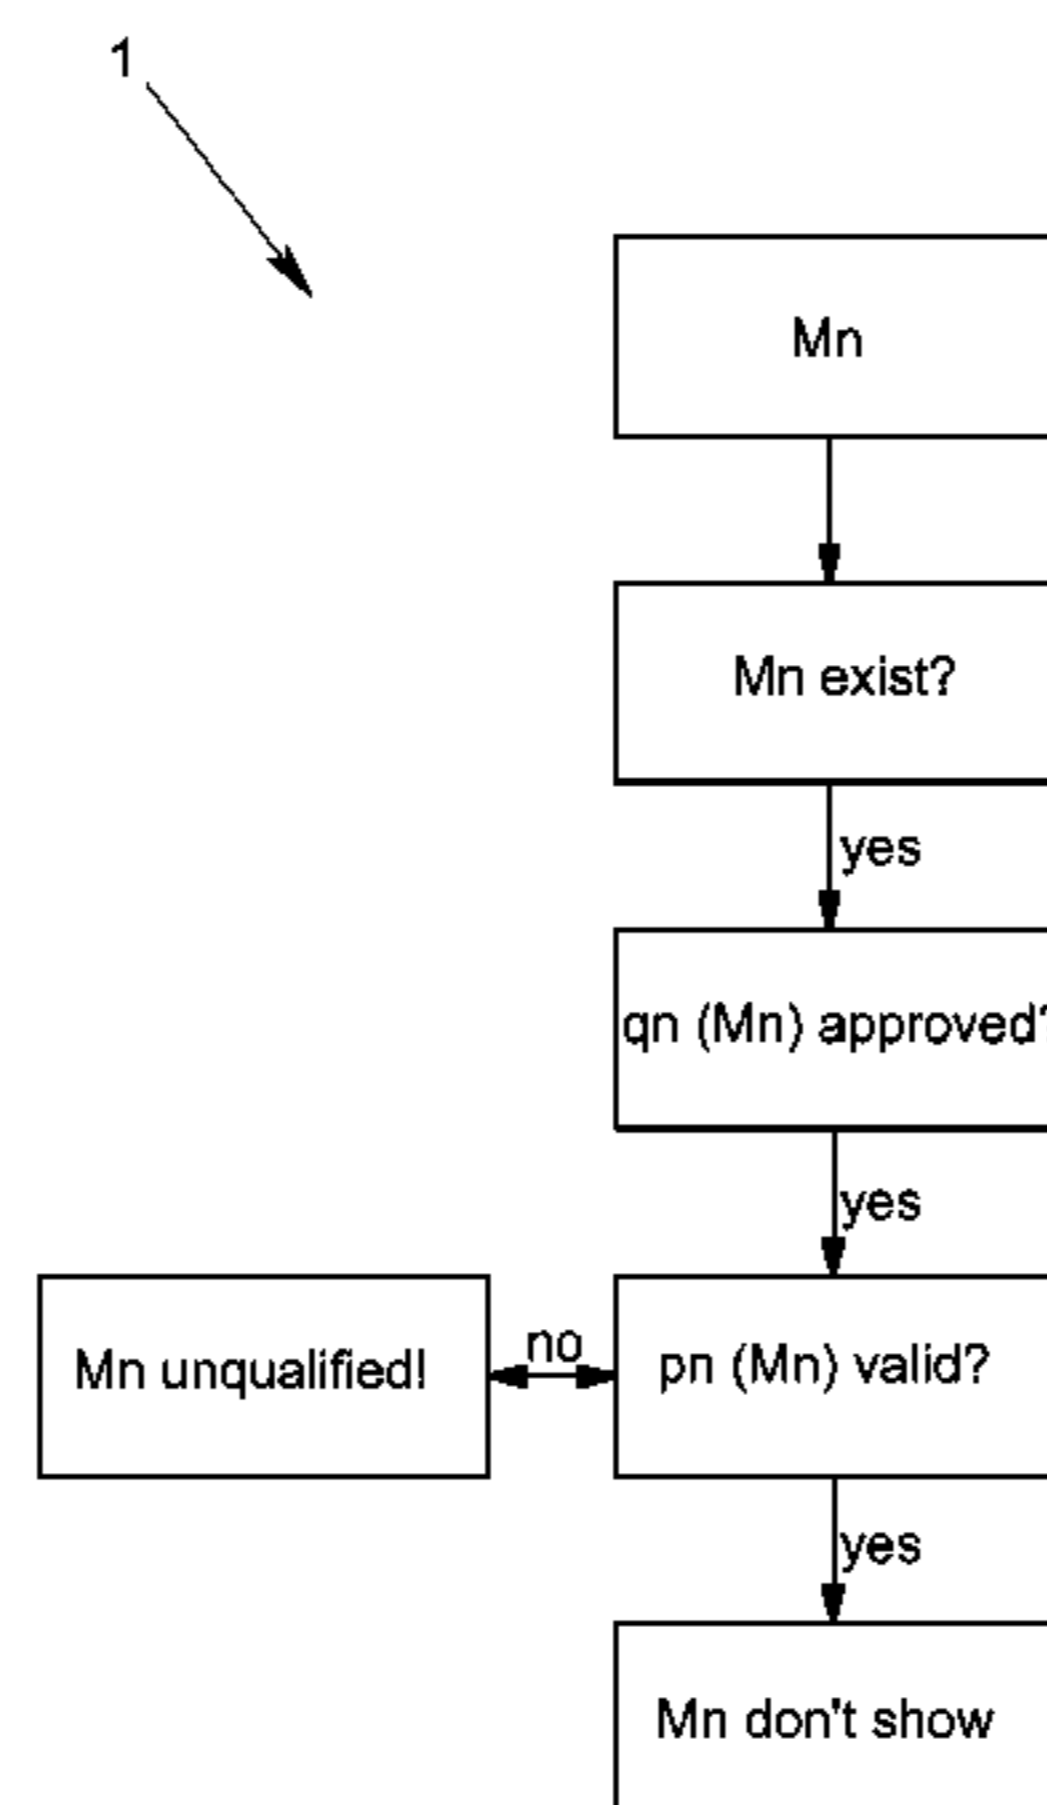 1
Mn
Mn exist?
yes
qn (Mn) approved?
yes
Mn unqualified!
no
pn (Mn) valid?
yes
Mn don't show